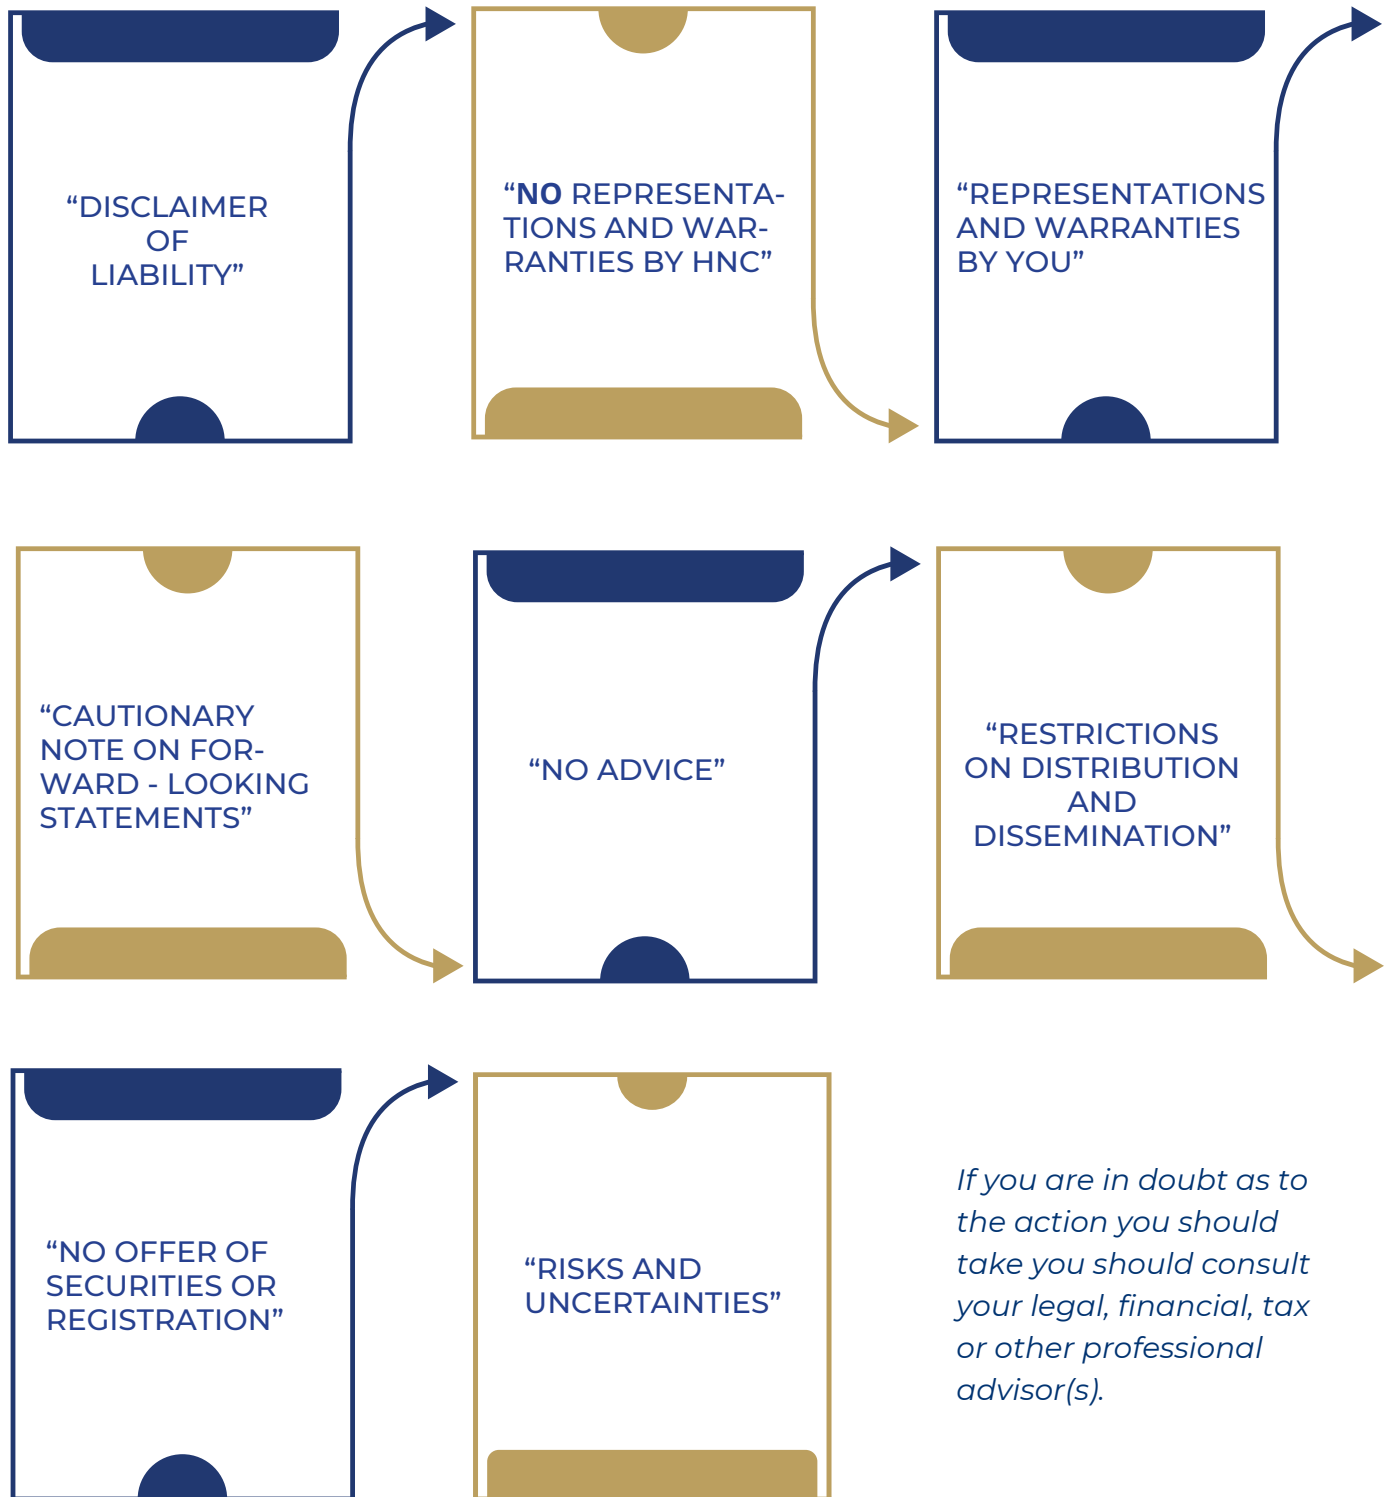 “DISCLAIMER
OF
LIABILITY”
“NO REPRESENTA-
TIONS AND WAR-
RANTIES BY HNC”
“REPRESENTATIONS
AND WARRANTIES
BY YOU”
“CAUTIONARY
NOTE ON FOR-
WARD - LOOKING
STATEMENTS”
“NO ADVICE”
“RESTRICTIONS
ON DISTRIBUTION
AND
DISSEMINATION”
“NO OFFER OF
SECURITIES OR
REGISTRATION”
“RISKS AND
UNCERTAINTIES”
If you are in doubt as to
the action you should
take you should consult
your legal, financial, tax
or other professional
advisor(s).